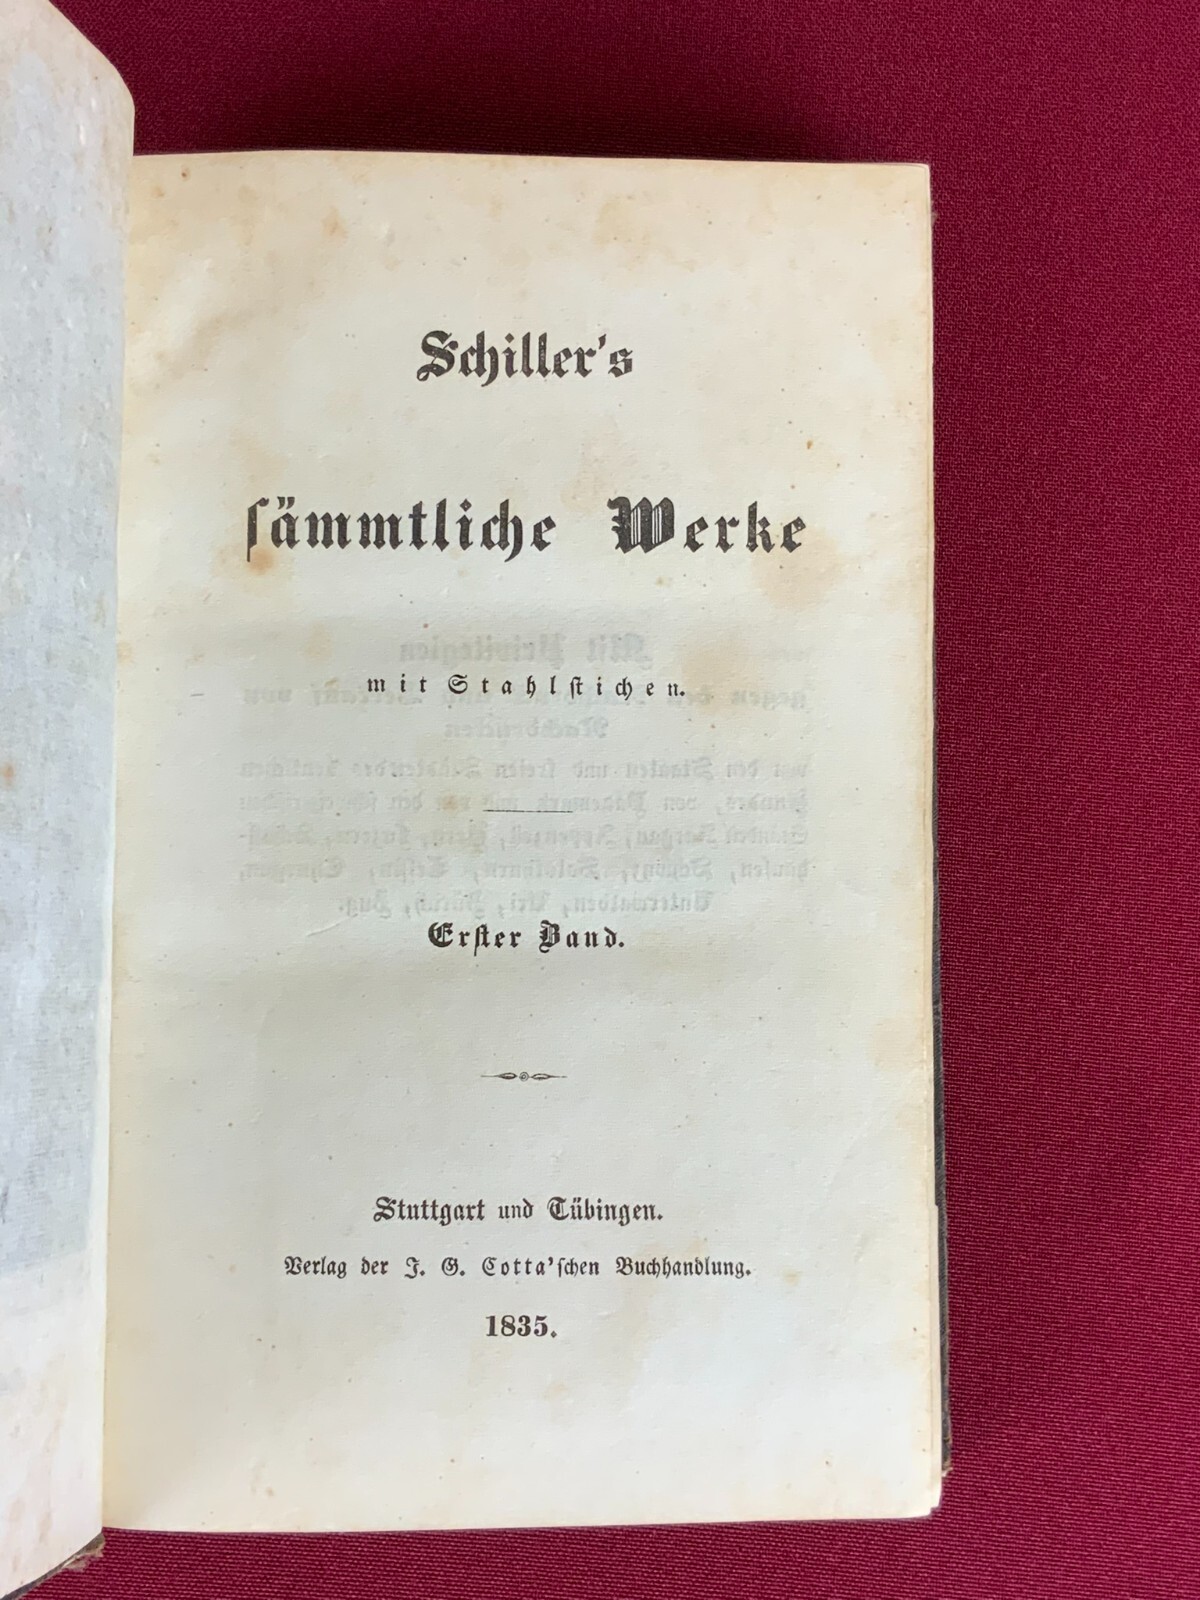 Schiller's
sämmtliche Werke
mit Stahlstichen.
Erster Band.
Stuttgart und Tübingen.
Verlag der J. G. Cotta'schen Buchhandlung.
1835.